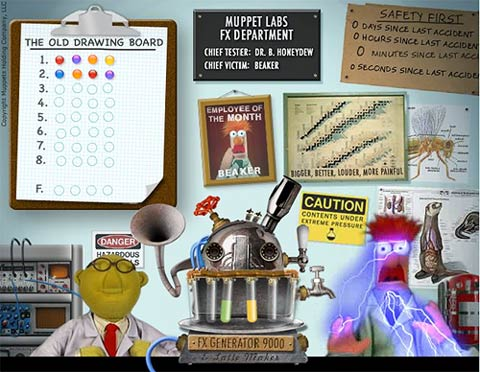 Copyright Muppets Holding Company, LLC
THE OLD DRAWING BOARD
1.
2.
3.
4.
5.
6.
7.
8.
F.
MUPPET LABS
FX DEPARTMENT
CHIEF TESTER: DR. B. HONEYDEW
CHIEF VICTIM: BEAKER
SAFETY FIRST
0 DAYS SINCE LAST ACCIDENT
0 HOURS SINCE LAST ACCIDENT
0 MINUTES SINCE LAST ACCIDE
0 SECONDS SINCE LAST ACCIDEN
EMPLOYEE OF
THE MONTH
BEAKER
BIGGER, BETTER, LOUDER, MORE PAINFUL
CAUTION
CONTENTS UNDER
EXTREME PRESSURE
DANGER
HAZARDOUS
FX GENERATOR 9000
& Latte Maker